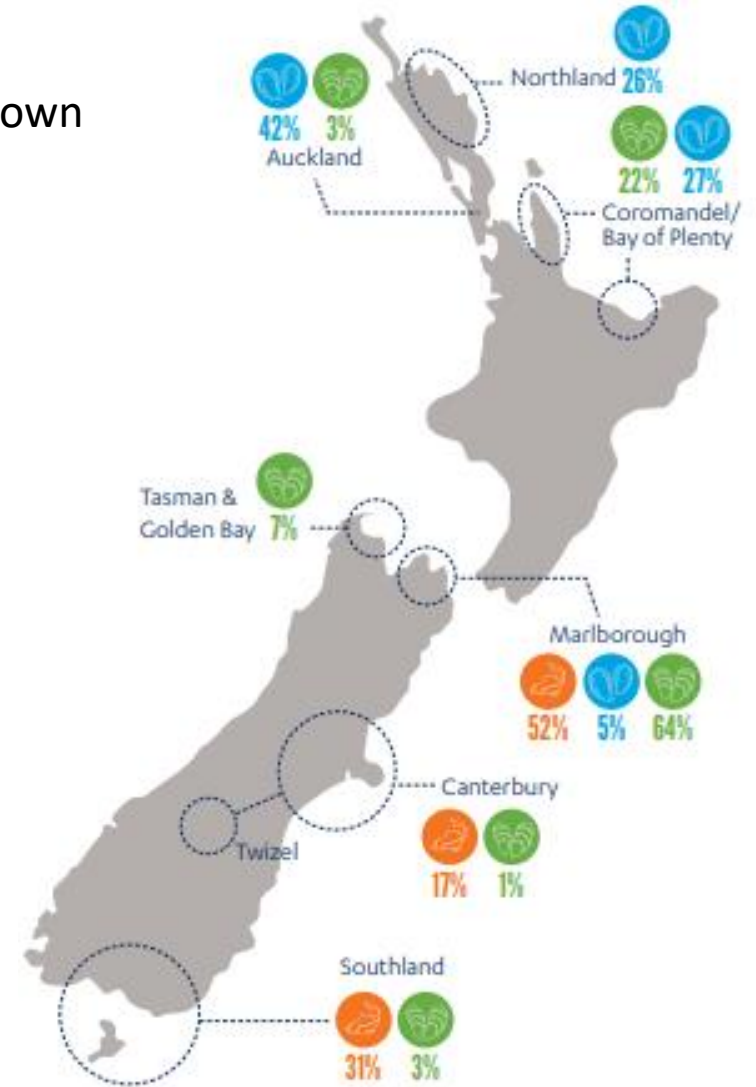 own
Northland 26%
42% 3%
Auckland
22% 27%
Coromandel/
Bay of Plenty
Tasman &
Golden Bay 7%
Marlborough
52% 5% 64%
Canterbury
Twizel
17% 1%
Southland
31% 3%